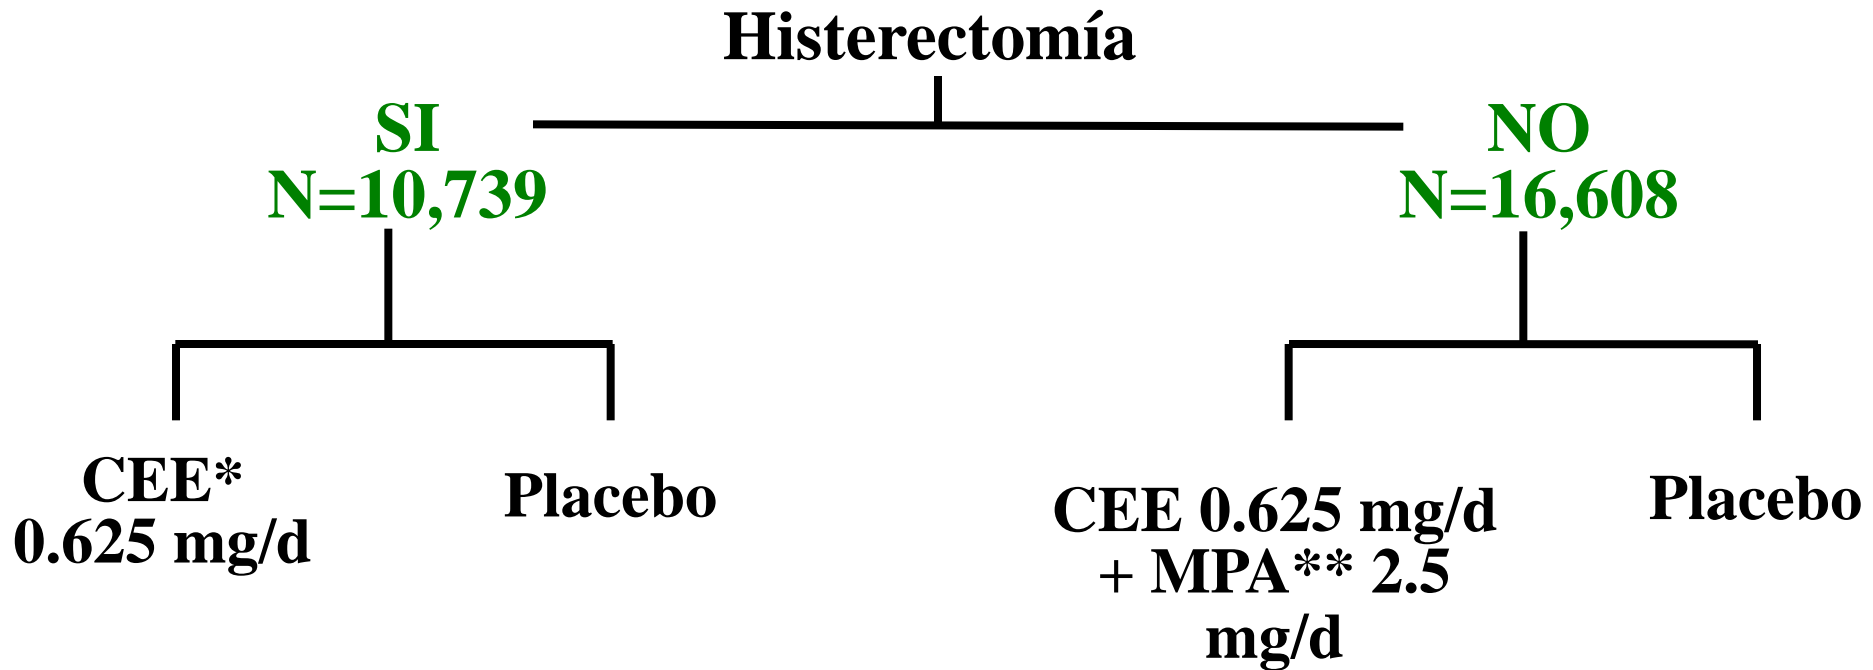 Histerectomía
SI
N=10,739
NO
N=16,608
CEE*
0.625 mg/d
Placebo
CEE 0.625 mg/d
+ MPA** 2.5
mg/d
Placebo